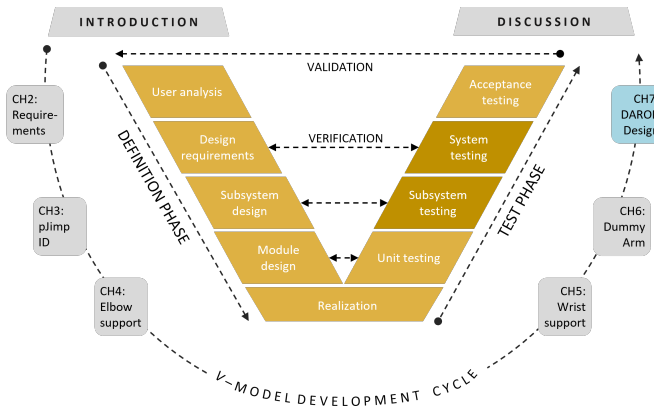 INTRODUCTION
DISCUSSION
VALIDATION
User analysis
Acceptance
testing
CH2:
Require-
ments
CH7
Design
DEFINITION PHASE
Design
requirements
VERIFICATION
System
testing
TEST PHASE
CH3:
pJimp
ID
Subsystem
design
Subsystem
testing
CH6:
Dummy
Arm
Module
design
Unit testing
CH4:
Elbow
support
Realization
CH5:
Wrist
support
V–MODEL DEVELOPMENT CYCLE